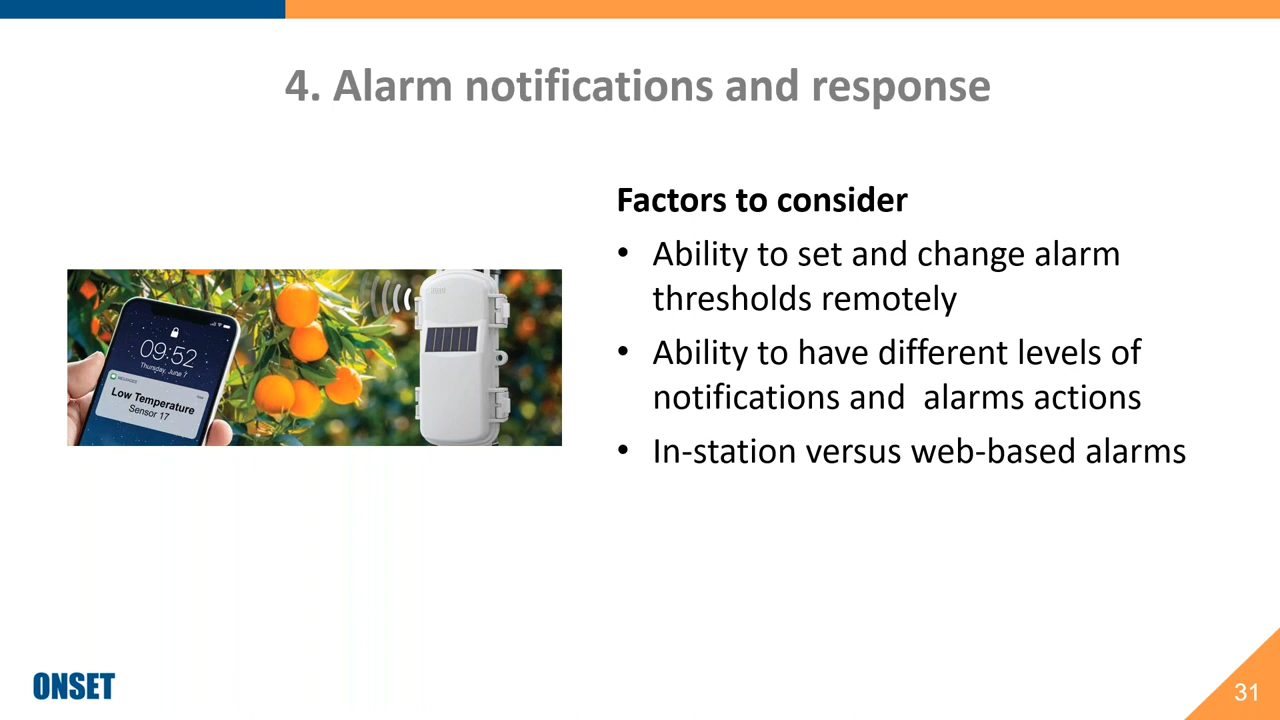 4. Alarm notifications and response
Factors to consider
• Ability to set and change alarm
thresholds remotely
• Ability to have different levels of
notifications and  alarms actions
• In-station versus web-based alarms
09:52
Thursday, June 7
MESSAGES
now
Low Temperature
Sensor 17
ONSET
31